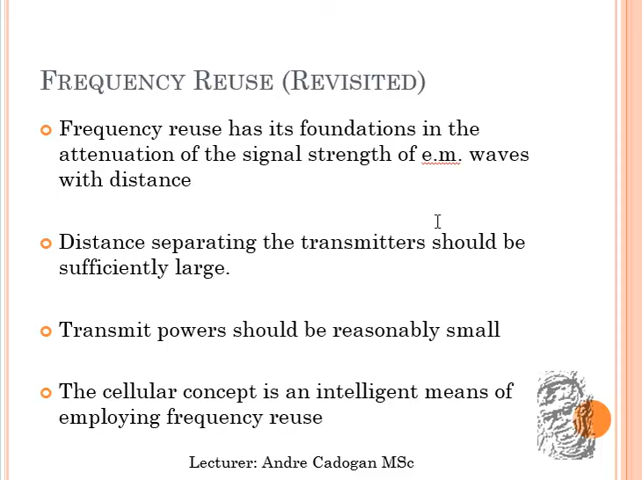 Frequency Reuse (Revisited)
Frequency reuse has its foundations in the
attenuation of the signal strength of e.m. waves
with distance
Distance separating the transmitters should be
sufficiently large.
Transmit powers should be reasonably small
The cellular concept is an intelligent means of
employing frequency reuse
Lecturer: Andre Cadogan MSc